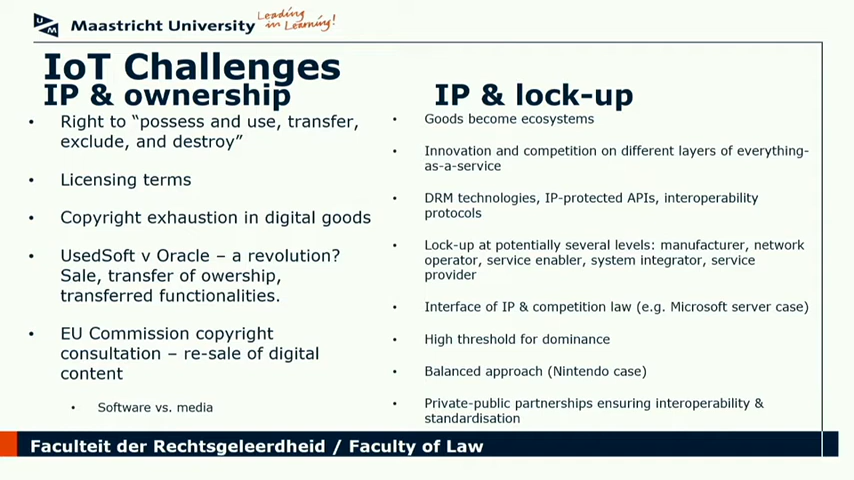 UM
Maastricht University
Leading
in Learning!
IoT Challenges
IP & ownership
• Right to “possess and use, transfer,
exclude, and destroy”
• Licensing terms
• Copyright exhaustion in digital goods
• UsedSoft v Oracle – a revolution?
Sale, transfer of owership,
transferred functionalities.
• EU Commission copyright
consultation – re-sale of digital
content
• Software vs. media
IP & lock-up
• Goods become ecosystems
• Innovation and competition on different layers of everything-
as-a-service
• DRM technologies, IP-protected APIs, interoperability
protocols
• Lock-up at potentially several levels: manufacturer, network
operator, service enabler, system integrator, service
provider
• Interface of IP & competition law (e.g. Microsoft server case)
• High threshold for dominance
• Balanced approach (Nintendo case)
• Private-public partnerships ensuring interoperability &
standardisation
Faculteit der Rechtsgeleerdheid / Faculty of Law